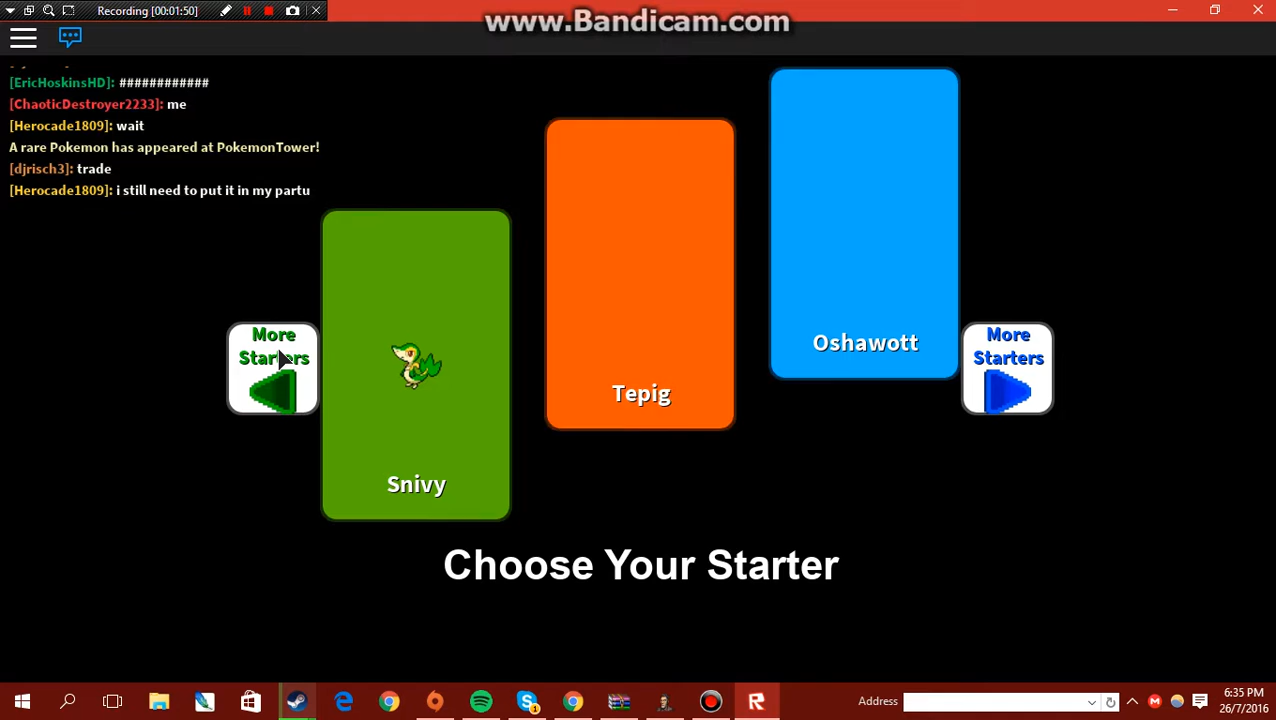 Recording [00:01:50]
www.Bandicam.com
[EricHoskinsHD]: ############
[ChaoticDestroyer2233]: me
[Herocade1809]: wait
A rare Pokemon has appeared at PokemonTower!
[djrisch3]: trade
[Herocade1809]: i still need to put it in my partu
More
Starters
Snivy
Tepig
Oshawott
More
Starters
Choose Your Starter
Address
6:35 PM
26/7/2016